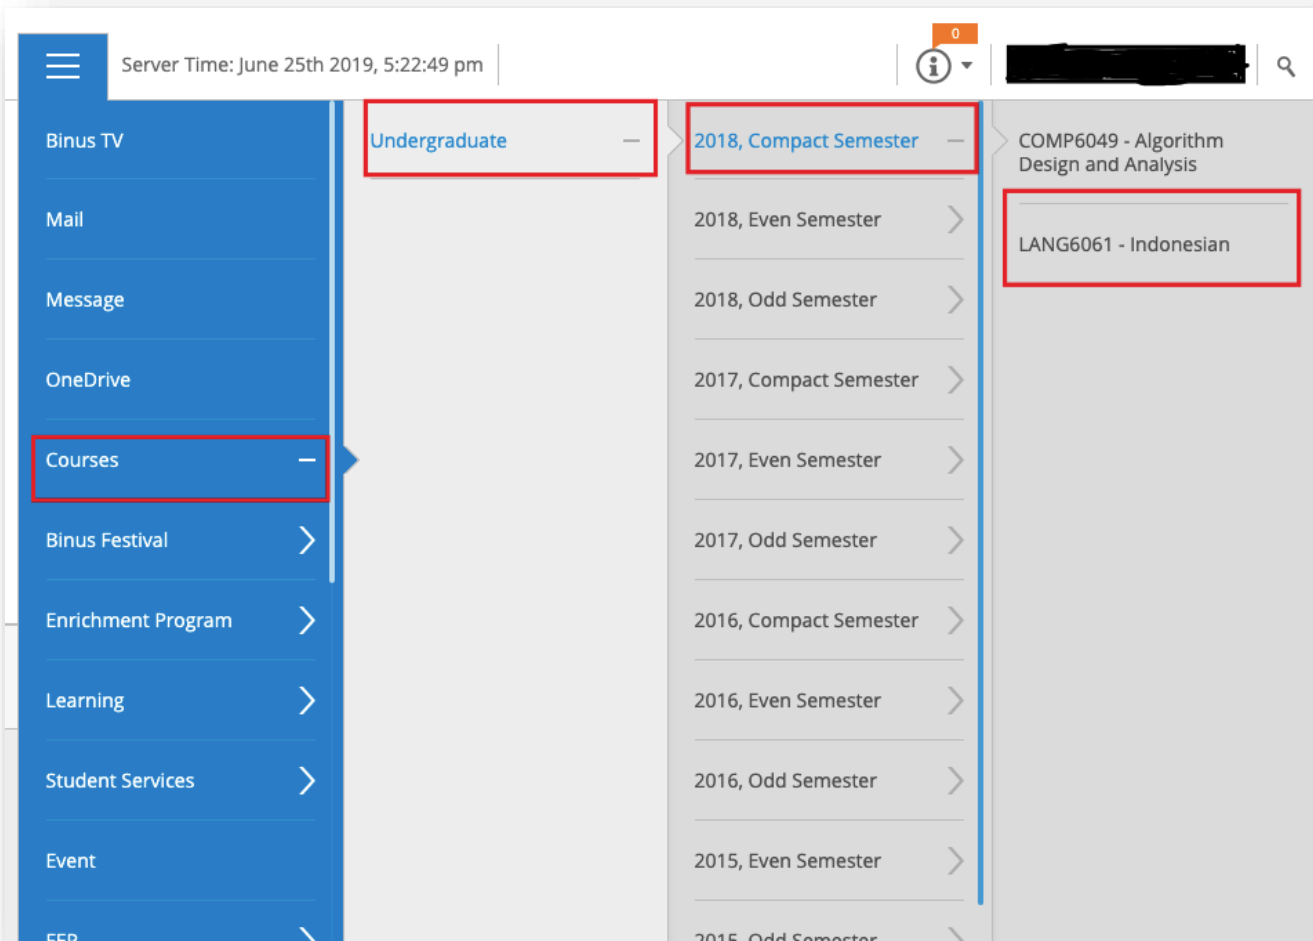 0
Server Time: June 25th 2019, 5:22:49 pm
Binus TV
Mail
Message
OneDrive
Courses
Binus Festival
Enrichment Program
Learning
Student Services
Event
Undergraduate
2018, Compact Semester
2018, Even Semester
2018, Odd Semester
2017, Compact Semester
2017, Even Semester
2017, Odd Semester
2016, Compact Semester
2016, Even Semester
2016, Odd Semester
2015, Even Semester
2015, Odd Semester
COMP6049 - Algorithm
Design and Analysis
LANG6061 - Indonesian